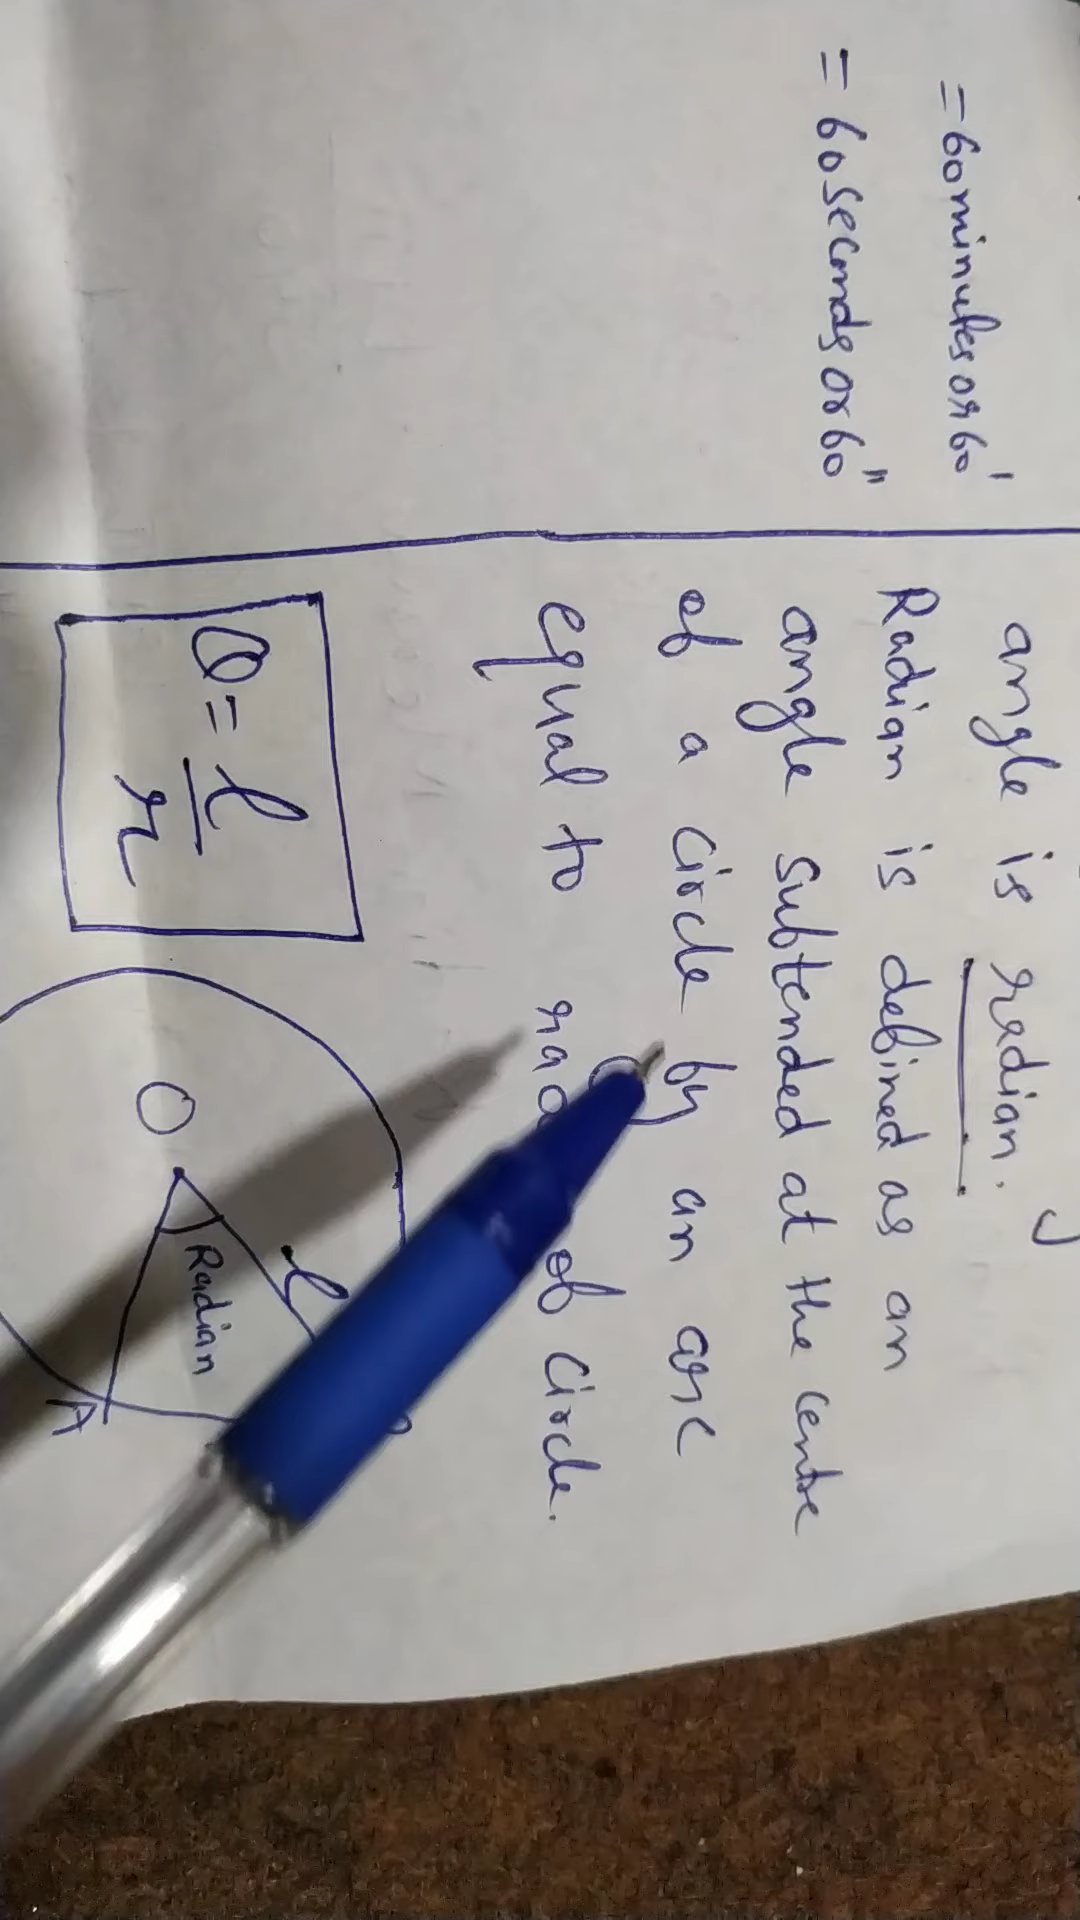 = 60 minutes or 60'
= 60 seconds or 60"
angle is radian.
Radian is defined as an
angle subtended at the centre
of a circle by an arc
equal to of circle.
θ = l
r
O
Radian
l
A